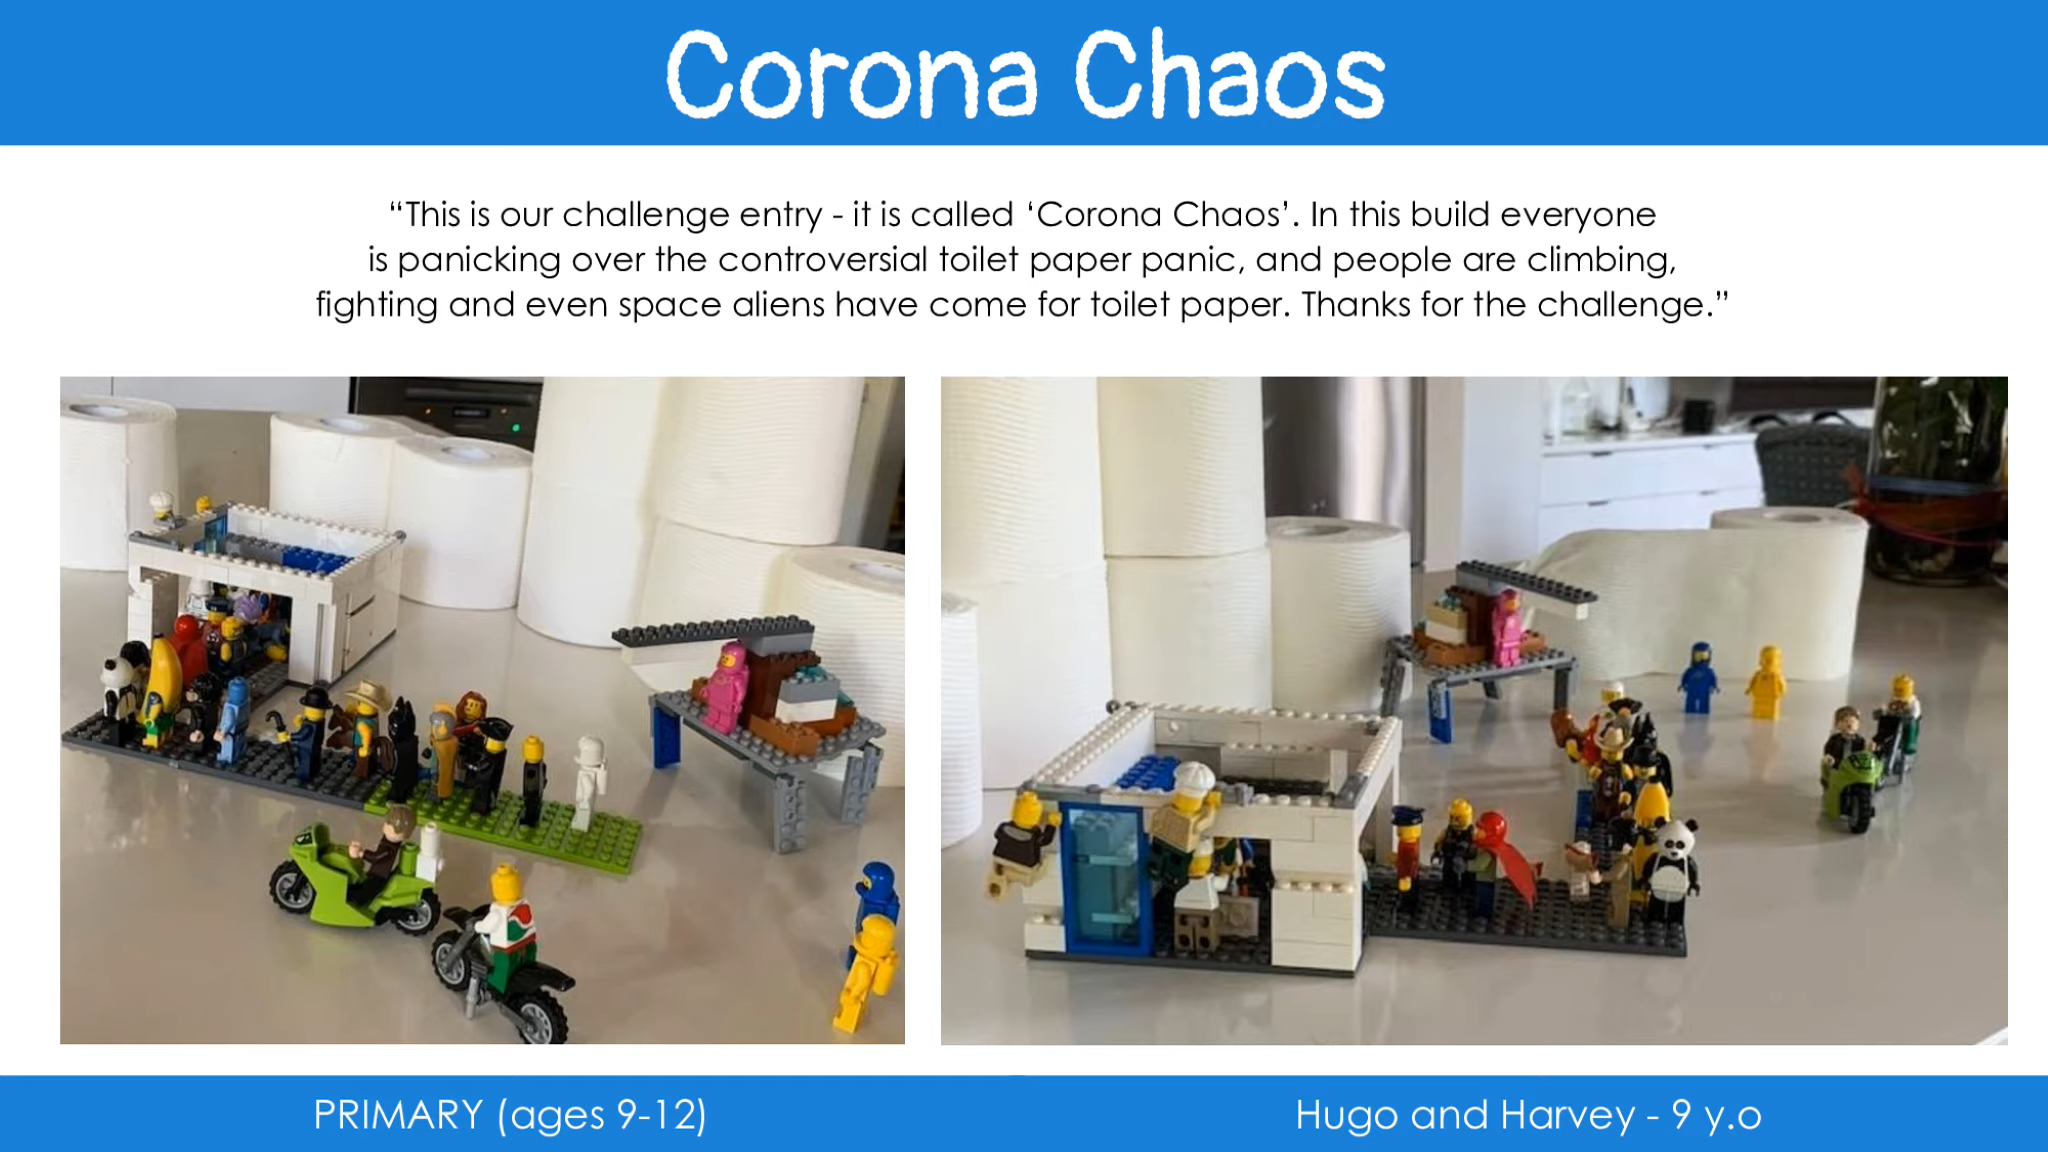 Corona Chaos
“This is our challenge entry - it is called ‘Corona Chaos’. In this build everyone
is panicking over the controversial toilet paper panic, and people are climbing,
fighting and even space aliens have come for toilet paper. Thanks for the challenge.”
PRIMARY (ages 9-12)
Hugo and Harvey - 9 y.o